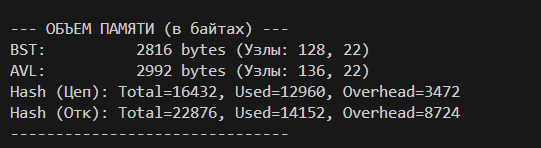 --- ОБЪЕМ ПАМЯТИ (в байтах) ---
BST:          2816 bytes (Узлы: 128, 22)
AVL:          2992 bytes (Узлы: 136, 22)
Hash (Цеп): Total=16432, Used=12960, Overhead=3472
Hash (Отк): Total=22876, Used=14152, Overhead=8724
-------------------------------